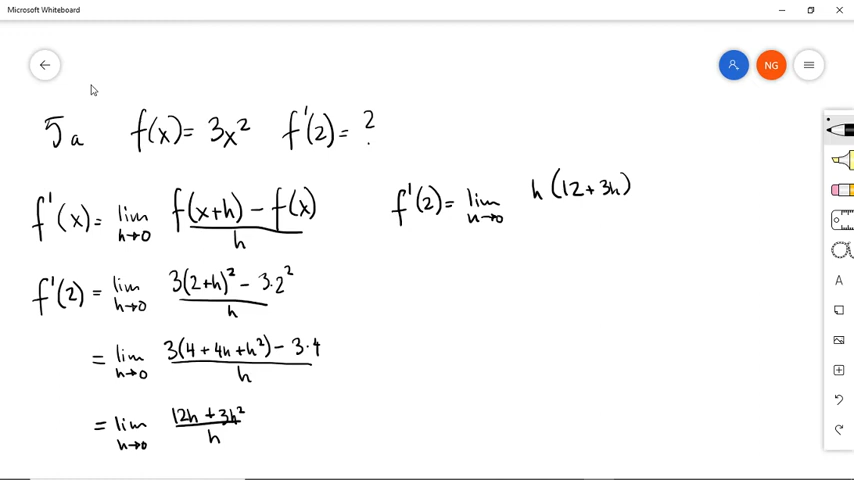 Microsoft Whiteboard
NG
5a f(x) = 3x² f'(2) = ?
f'(x) = lim h→0 f(x+h) − f(x) / h
f'(2) = lim h→0 3(2+h)² − 3·2² / h
= lim h→0 3(4 + 4h + h²) − 3·4 / h
= lim h→0 12h + 3h² / h
f'(2) = lim h→0 h(12 + 3h)
A